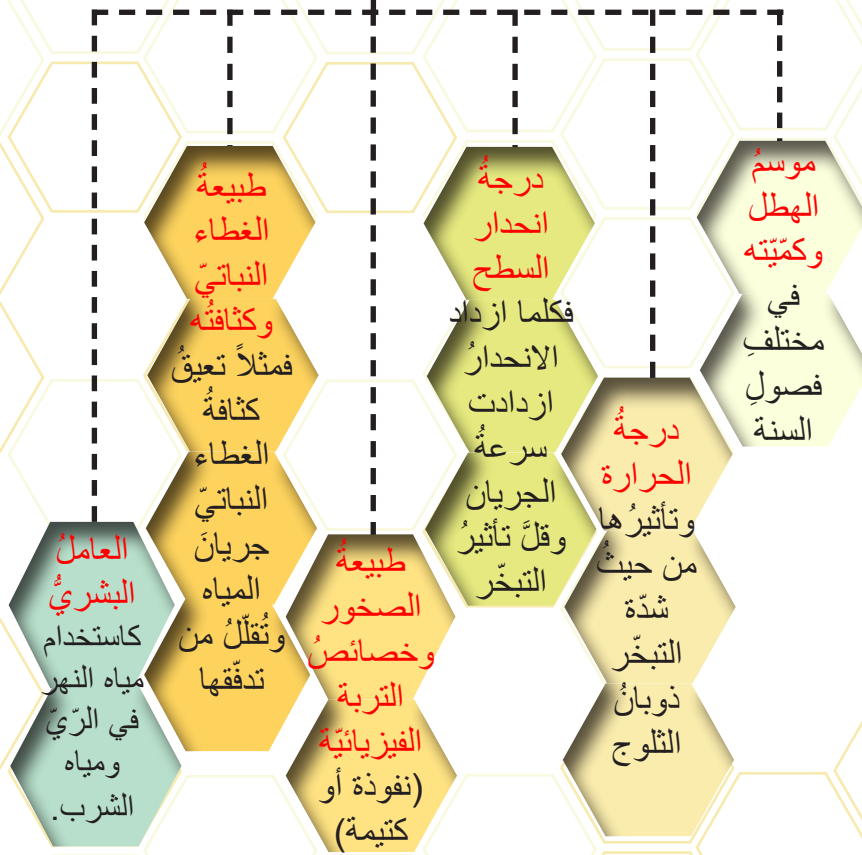 موسمُ
الهطل
وكمّيّته
في
مختلفِ
فصولِ
السنة
درجةُ
الحرارة
وتأثيرُها
من حيثُ
شدّة
التبخّر
ذوبانُ
الثلوج
درجةُ
انحدار
السطح
فكلما ازداد
الانحدارُ
ازدادت
سرعةُ
الجريان
وقلَّ تأثيرُ
التبخّر
طبيعةُ
الصخور
وخصائصُ
التربة
الفيزيائيّة
(نفوذة أو
كتيمة)
طبيعةُ
الغطاء
النباتيّ
وكثافتُه
فمثلاً تعيقُ
كثافةُ
الغطاء
النباتيّ
جريانَ
المياه
وتُقلّلُ من
تدفّقها
العاملُ
البشريُّ
كاستخدام
مياه النهر
في الرّيّ
ومياه
الشرب.